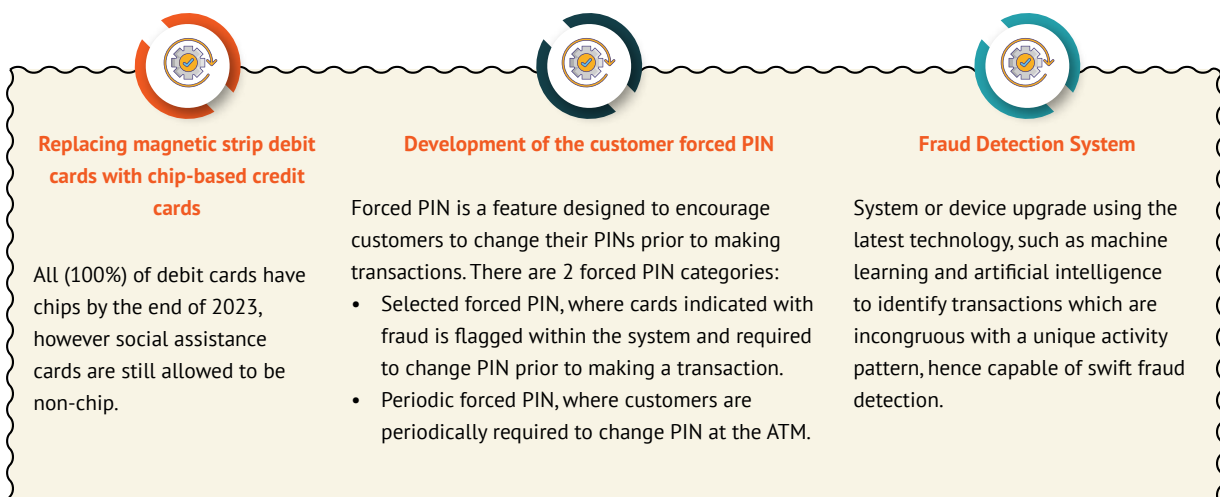 Replacing magnetic strip debit
cards with chip-based credit
cards
All (100%) of debit cards have
chips by the end of 2023,
however social assistance
cards are still allowed to be
non-chip.
Development of the customer forced PIN
Forced PIN is a feature designed to encourage
customers to change their PINs prior to making
transactions. There are 2 forced PIN categories:
• Selected forced PIN, where cards indicated with
fraud is flagged within the system and required
to change PIN prior to making a transaction.
• Periodic forced PIN, where customers are
periodically required to change PIN at the ATM.
Fraud Detection System
System or device upgrade using the
latest technology, such as machine
learning and artificial intelligence
to identify transactions which are
incongruous with a unique activity
pattern, hence capable of swift fraud
detection.